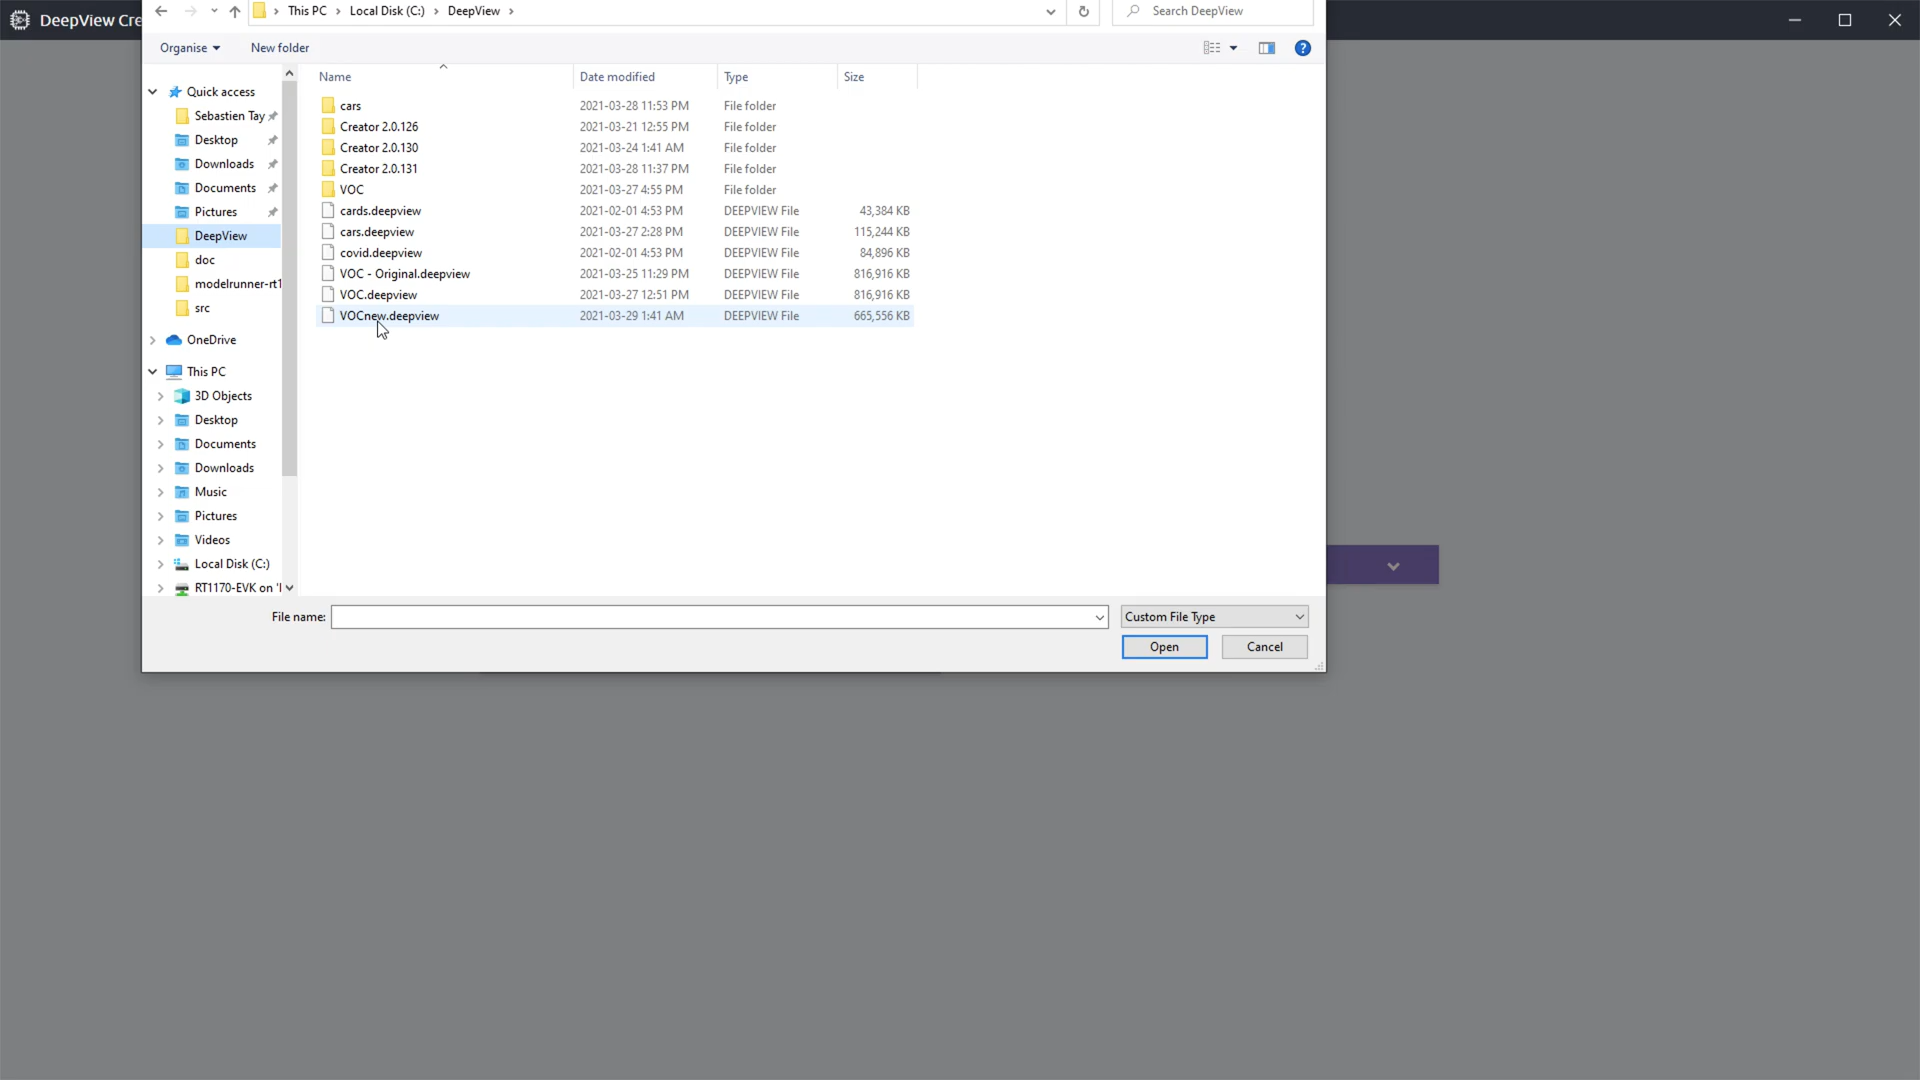 DeepView Cre
This PC > Local Disk (C:) > DeepView >
Search DeepView
Organise
New folder
Name Date modified Type Size
cars 2021-03-28 11:53 PM File folder
Creator 2.0.126 2021-03-21 12:55 PM File folder
Creator 2.0.130 2021-03-24 1:41 AM File folder
Creator 2.0.131 2021-03-28 11:37 PM File folder
VOC 2021-03-27 4:55 PM File folder
cards.deepview 2021-02-01 4:53 PM DEEPVIEW File 43,384 KB
cars.deepview 2021-03-27 2:28 PM DEEPVIEW File 115,244 KB
covid.deepview 2021-02-01 4:53 PM DEEPVIEW File 84,896 KB
VOC - Original.deepview 2021-03-25 11:29 PM DEEPVIEW File 816,916 KB
VOC.deepview 2021-03-27 12:51 PM DEEPVIEW File 816,916 KB
VOCnew.deepview 2021-03-29 1:41 AM DEEPVIEW File 665,556 KB
Quick access
Sebastien Tay
Desktop
Downloads
Documents
Pictures
DeepView
doc
modelrunner-rt1
src
OneDrive
This PC
3D Objects
Desktop
Documents
Downloads
Music
Pictures
Videos
Local Disk (C:)
RT1170-EVK on '
File name:
Custom File Type
Open
Cancel